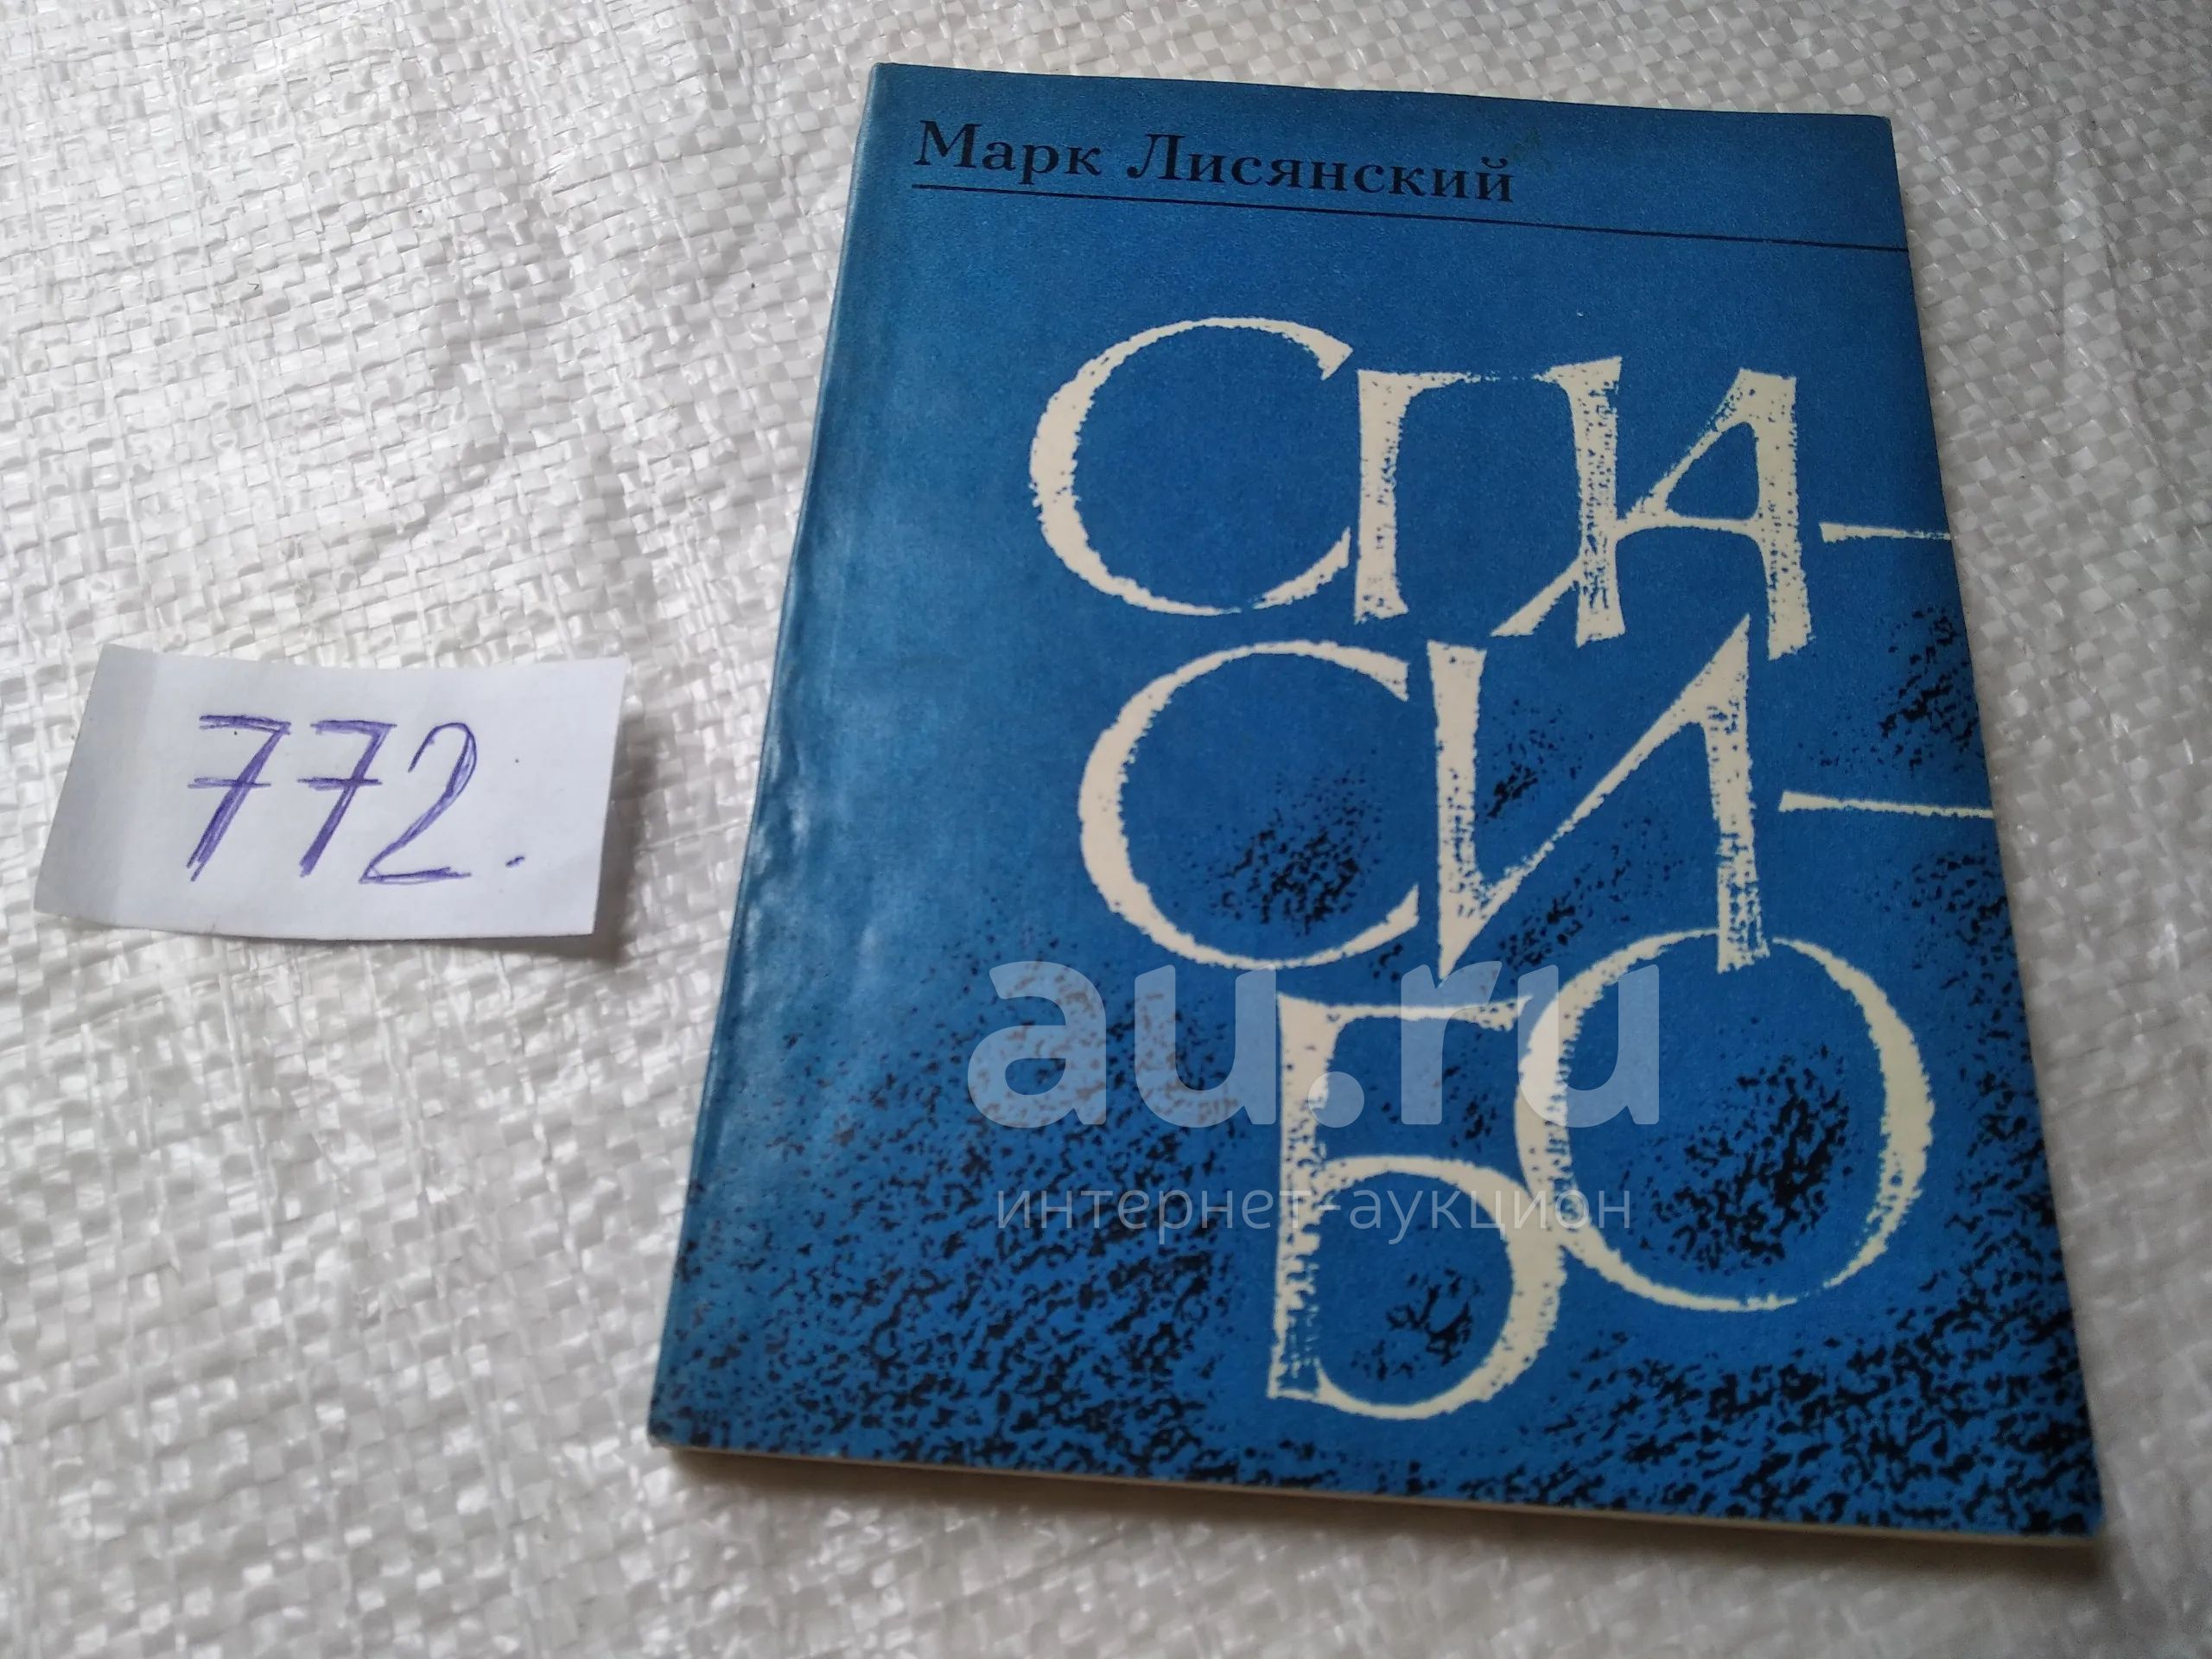 Марк Лисянский
СПА-
СИ-
БО
772.
au.ru
интернет-аукцион